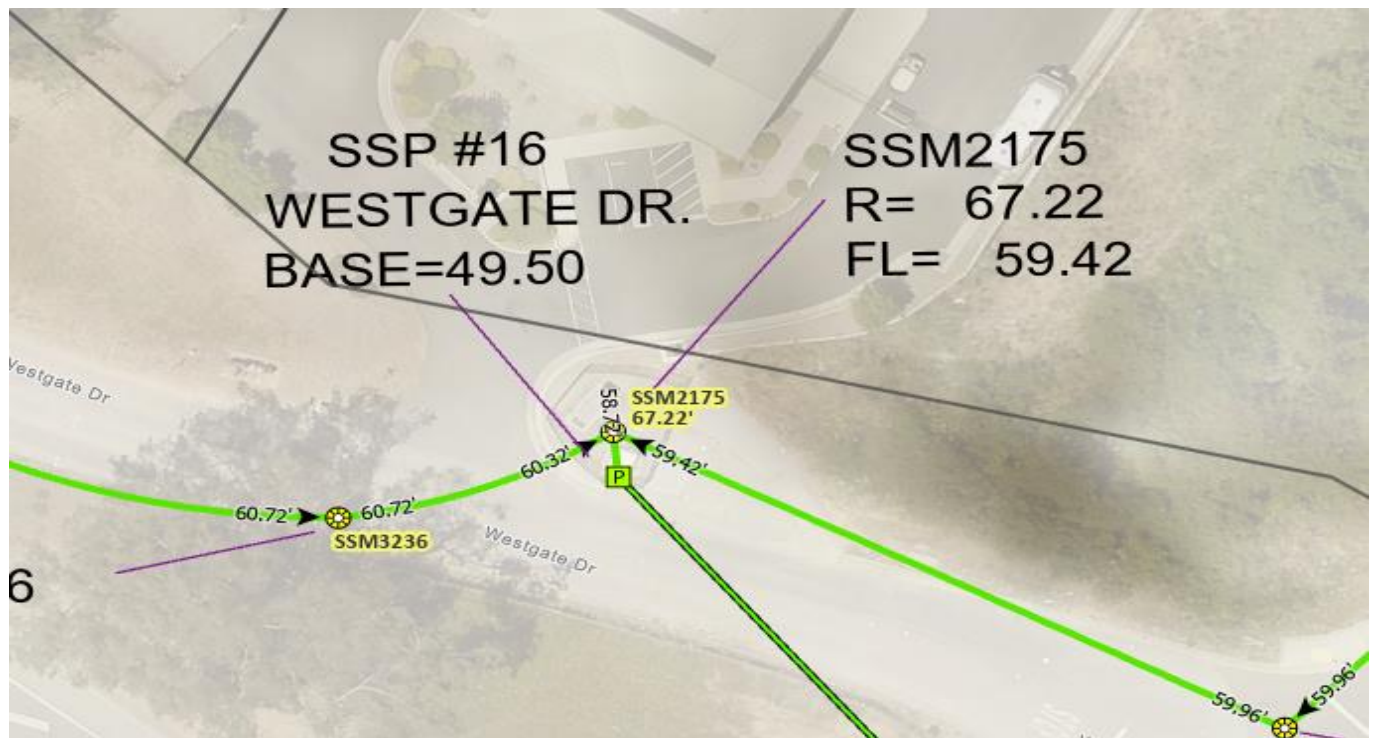 SSP #16
WESTGATE DR.
BASE=49.50
SSM2175
R= 67.22
FL= 59.42
Westgate Dr
58.72'
SSM2175
67.22'
60.32'
59.42'
P
60.72'
60.72'
SSM3236
Westgate Dr
6
59.96'
59.96'